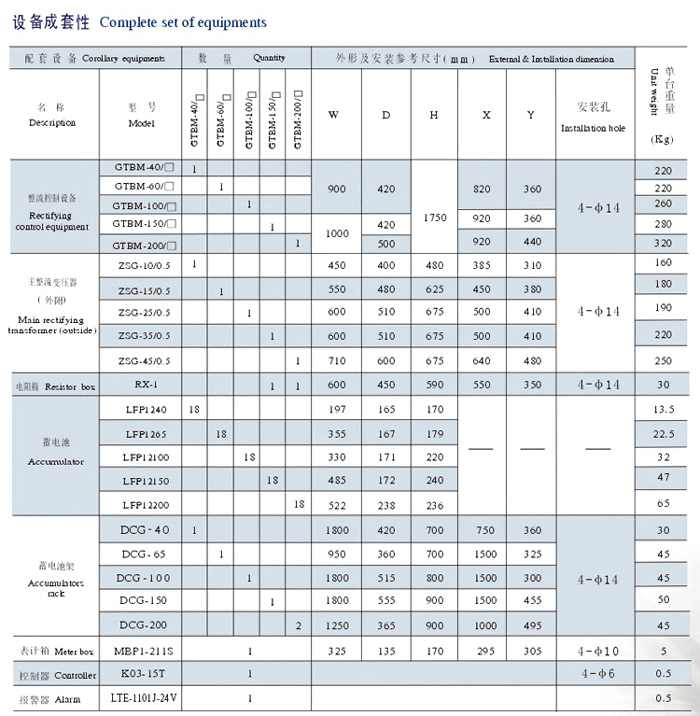 设备成套性 Complete set of equipments
配套设备 Corollary equipments 数量 Quantity 外形及安装参考尺寸(mm) External & Installation dimension 单台重量 Unit weight (Kg)
名称 Description 型号 Model GTBM-40/□ GTBM-60/□ GTBM-100/□ GTBM-150/□ GTBM-200/□ W D H X Y 安装孔 Installation hole
整流控制设备 Rectifying control equipment
GTBM-40/□ 1 900 420 1750 820 360 4-φ14 220
GTBM-60/□ 1 220
GTBM-100/□ 1 260
GTBM-150/□ 1 1000 420 920 360 280
GTBM-200/□ 1 500 920 440 320
主整流变压器 (外附) Main rectifying transformer (outside)
ZSG-10/0.5 1 450 400 480 385 310 4-φ14 160
ZSG-15/0.5 1 550 480 625 450 380 180
ZSG-25/0.5 1 600 510 675 500 410 190
ZSG-35/0.5 1 600 510 675 500 410 220
ZSG-45/0.5 1 710 600 675 640 480 250
电阻箱 Resistor box RX-1 1 1 600 450 590 550 350 4-φ14 30
蓄电池 Accumulator
LFP1240 18 197 165 170 — — — 13.5
LFP1265 18 355 167 179 22.5
LFP12100 18 330 171 220 32
LFP12150 18 485 172 240 47
LFP12200 18 522 238 236 65
蓄电池架 Accumulators rack
DCG-40 1 1800 420 700 750 360 4-φ14 30
DCG-65 1 950 360 700 1500 325 45
DCG-100 1 1800 515 800 1500 300 45
DCG-150 1 1800 555 900 1500 455 50
DCG-200 2 1250 365 900 1000 495 45
表计箱 Meter box MBP1-211S 1 325 135 170 295 305 4-φ10 5
控制器 Controller K03-15T 1 4-φ6 0.5
报警器 Alarm LTE-1101J-24V 1 0.5